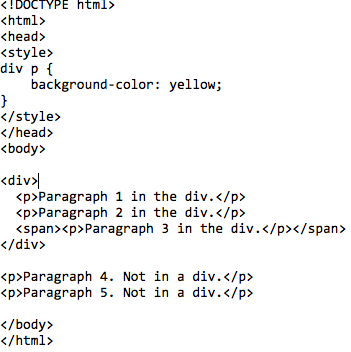 <!DOCTYPE html>
<html>
<head>
<style>
div p {
    background-color: yellow;
}
</style>
</head>
<body>

<div>
  <p>Paragraph 1 in the div.</p>
  <p>Paragraph 2 in the div.</p>
  <span><p>Paragraph 3 in the div.</p></span>
</div>

<p>Paragraph 4. Not in a div.</p>
<p>Paragraph 5. Not in a div.</p>

</body>
</html>